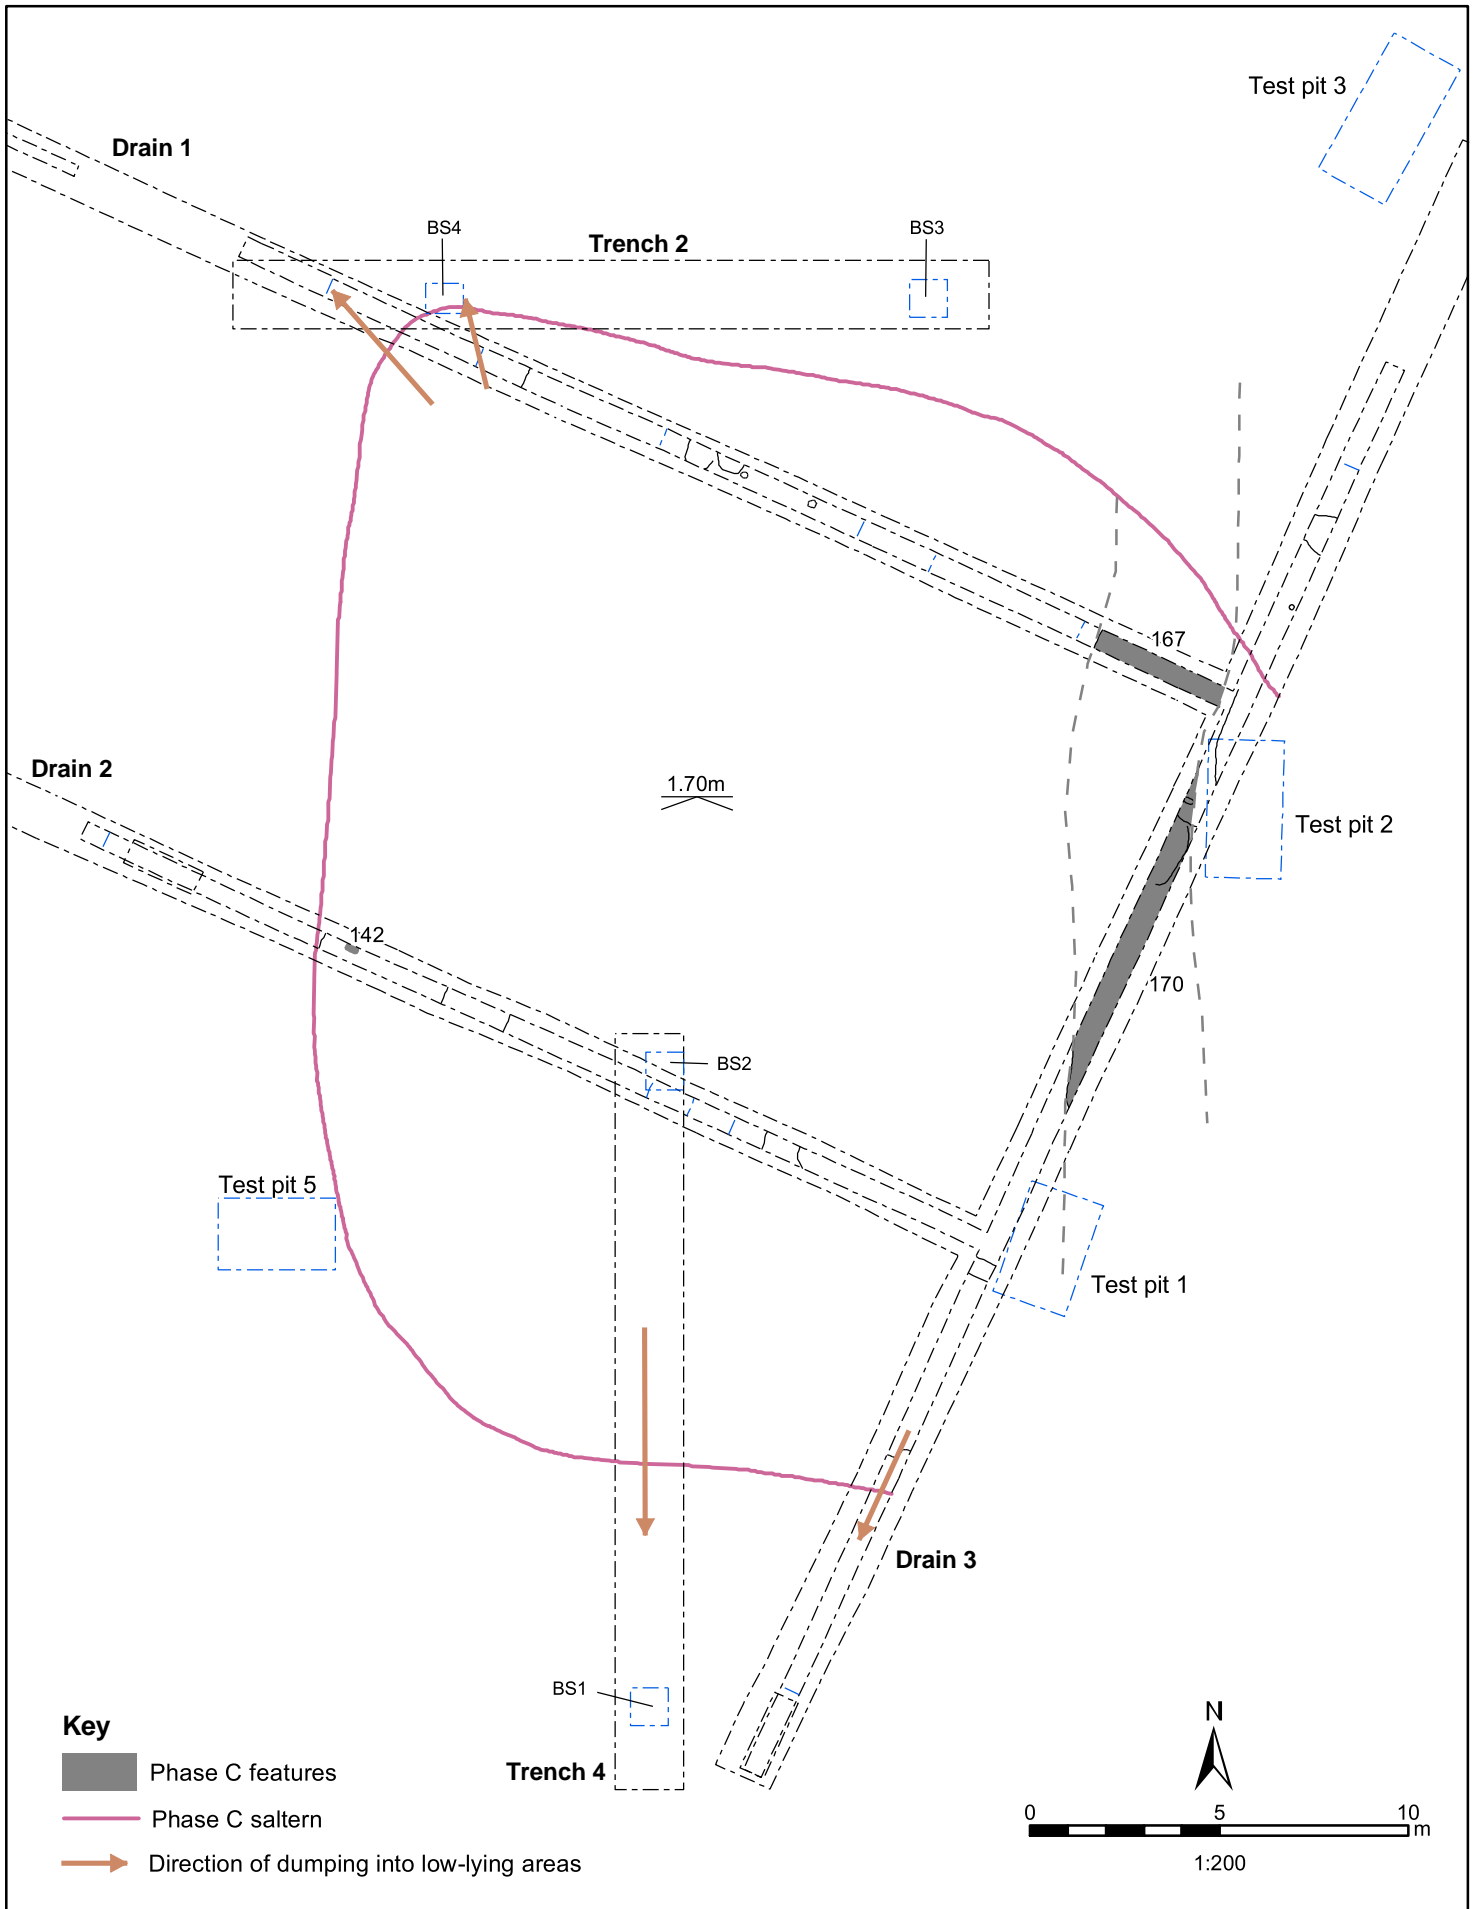 Test pit 3
Drain 1
BS4
BS3
Trench 2
167
Drain 2
1.70m
Test pit 2
142
170
BS2
Test pit 5
Test pit 1
Drain 3
BS1
Trench 4
Key
Phase C features
Phase C saltern
Direction of dumping into low-lying areas
N
0 5 10
m
1:200